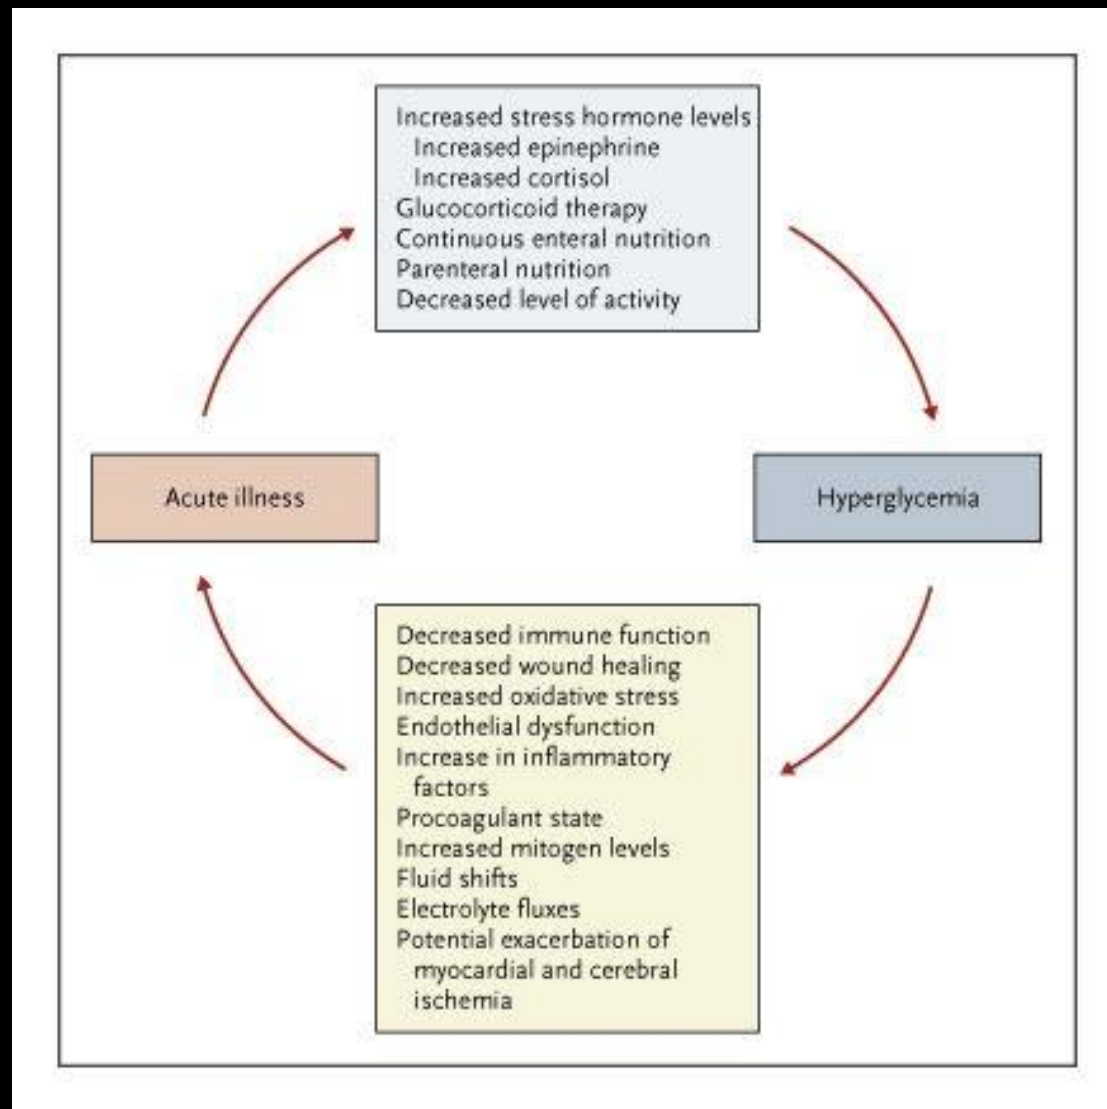 Increased stress hormone levels
Increased epinephrine
Increased cortisol
Glucocorticoid therapy
Continuous enteral nutrition
Parenteral nutrition
Decreased level of activity
Acute illness
Hyperglycemia
Decreased immune function
Decreased wound healing
Increased oxidative stress
Endothelial dysfunction
Increase in inflammatory
factors
Procoagulant state
Increased mitogen levels
Fluid shifts
Electrolyte fluxes
Potential exacerbation of
myocardial and cerebral
ischemia